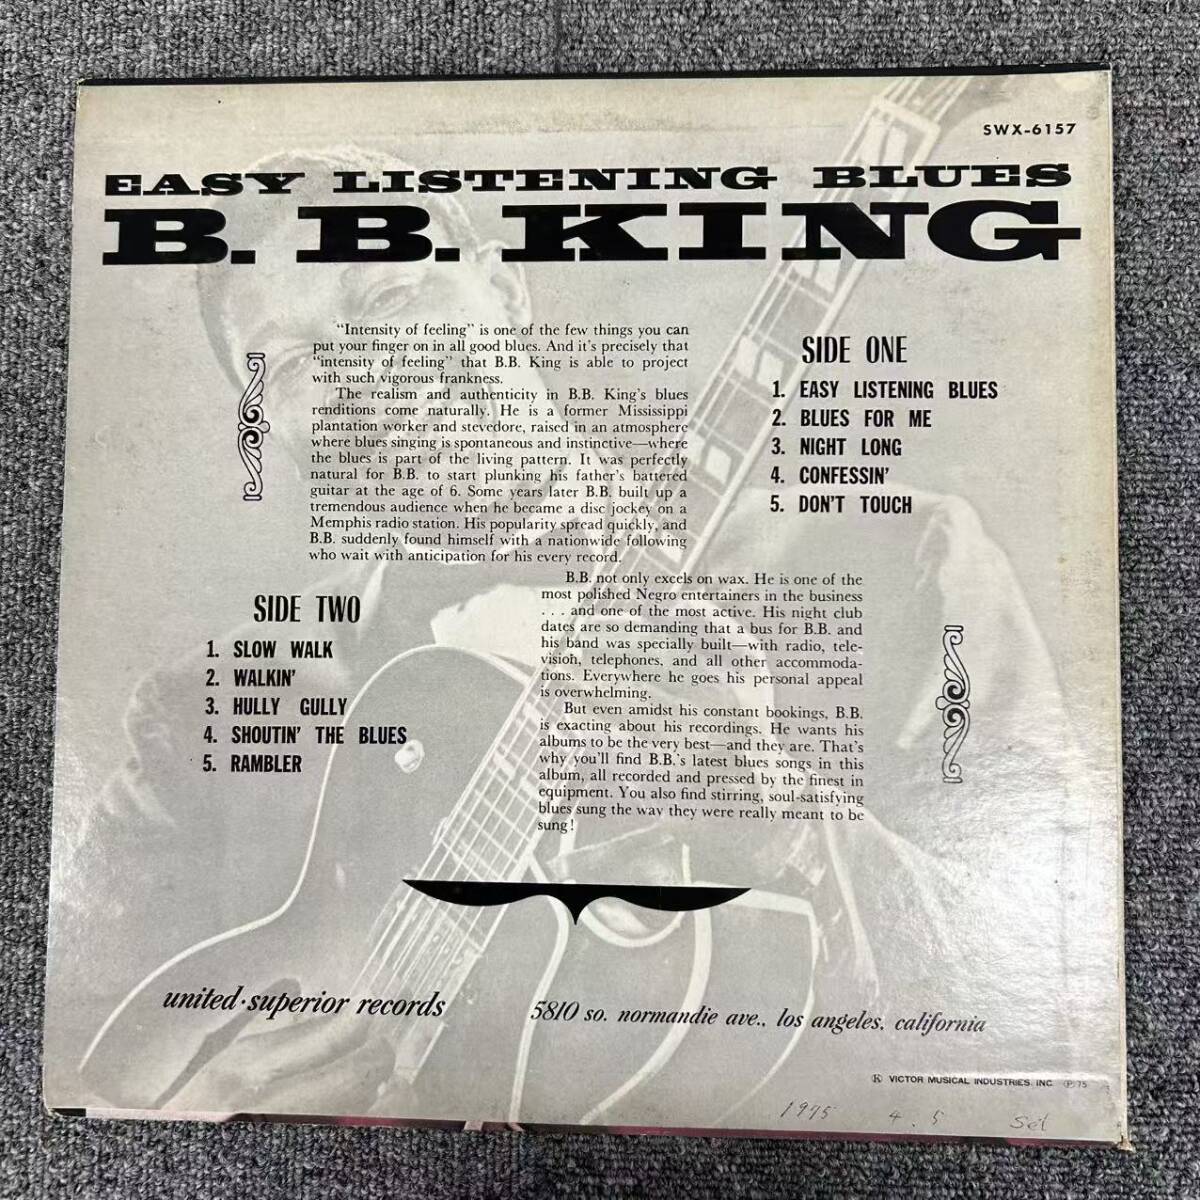 SWX-6157
EASY LISTENING BLUES
B. B. KING
"Intensity of feeling" is one of the few things you can
put your finger on in all good blues. And it's precisely that
"intensity of feeling" that B.B. King is able to project
with such vigorous frankness.
The realism and authenticity in B.B. King's blues
renditions come naturally. He is a former Mississippi
plantation worker and stevedore, raised in an atmosphere
where blues singing is spontaneous and instinctive—where
the blues is part of the living pattern. It was perfectly
natural for B.B. to start plunking his father's battered
guitar at the age of 6. Some years later B.B. built up a
tremendous audience when he became a disc jockey on a
Memphis radio station. His popularity spread quickly, and
B.B. suddenly found himself with a nationwide following
who wait with anticipation for his every record.
SIDE ONE
1. EASY LISTENING BLUES
2. BLUES FOR ME
3. NIGHT LONG
4. CONFESSIN'
5. DON'T TOUCH
SIDE TWO
1. SLOW WALK
2. WALKIN'
3. HULLY GULLY
4. SHOUTIN' THE BLUES
5. RAMBLER
B.B. not only excels on wax. He is one of the
most polished Negro entertainers in the business
. . . and one of the most active. His night club
dates are so demanding that a bus for B.B. and
his band was specially built—with radio, tele-
vision, telephones, and all other accommoda-
tions. Everywhere he goes his personal appeal
is overwhelming.
But even amidst his constant bookings, B.B.
is exacting about his recordings. He wants his
albums to be the very best—and they are. That's
why you'll find B.B.'s latest blues songs in this
album, all recorded and pressed by the finest in
equipment. You also find stirring, soul-satisfying
blues sung the way they were really meant to be
sung!
united·superior records
5810 so. normandie ave., los angeles, california
Ⓚ VICTOR MUSICAL INDUSTRIES, INC. Ⓟ'75
1975 4.5